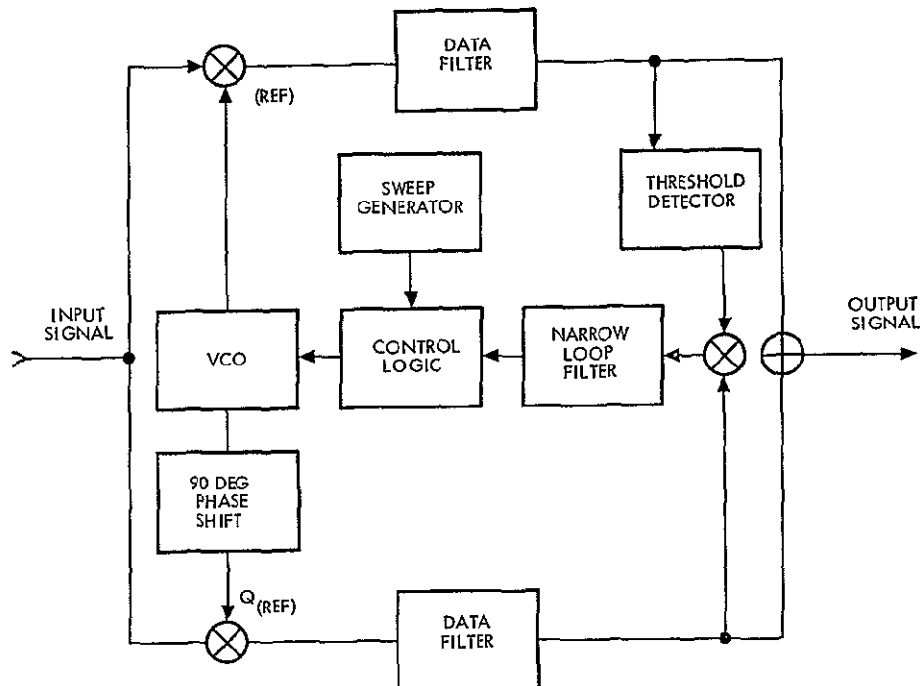 DATA
FILTER
(REF)
SWEEP
GENERATOR
THRESHOLD
DETECTOR
INPUT
SIGNAL
VCO
CONTROL
LOGIC
NARROW
LOOP
FILTER
OUTPUT
SIGNAL
90 DEG
PHASE
SHIFT
Q(REF)
DATA
FILTER